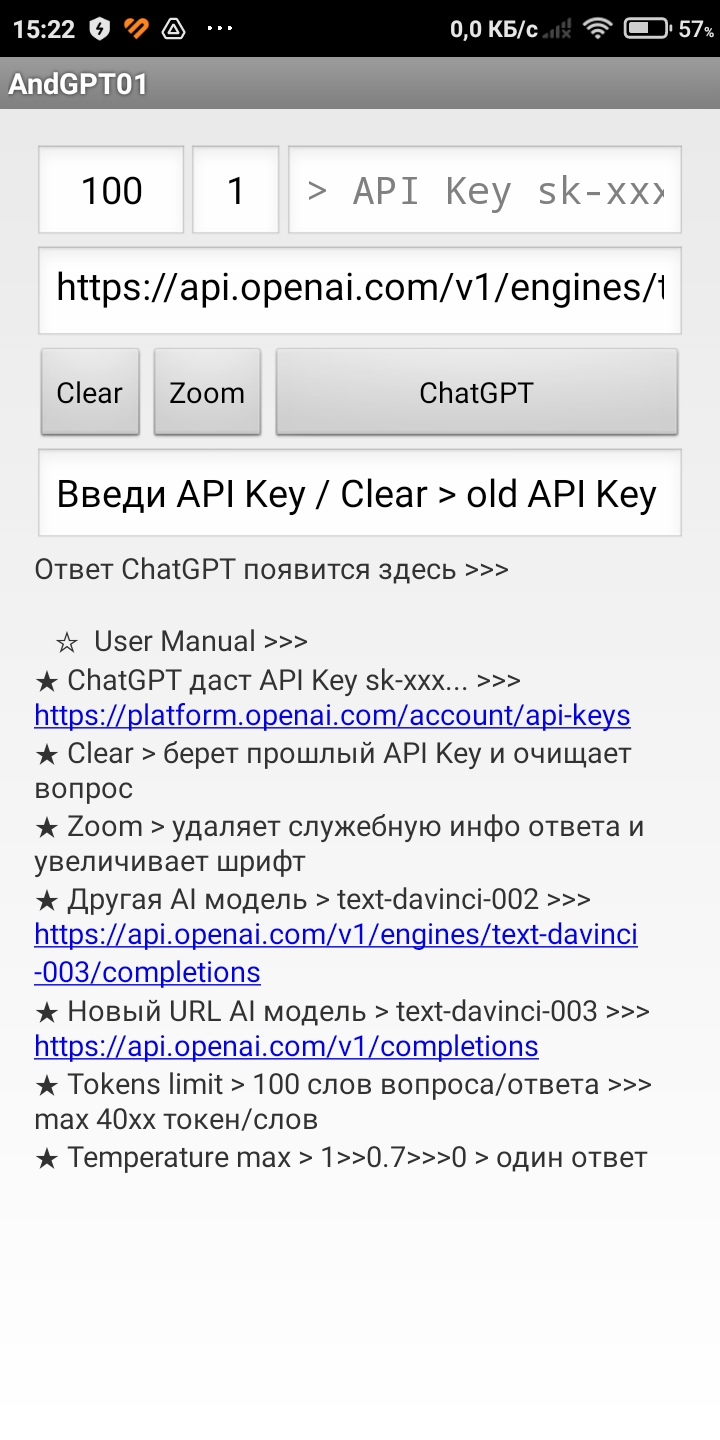 15:22 ... 0,0 КБ/с 57%
AndGPT01
100 1 > API Key sk-xxx
https://api.openai.com/v1/engines/t
Clear Zoom ChatGPT
Введи API Key / Clear > old API Key
Ответ ChatGPT появится здесь >>>
☆ User Manual >>>
★ ChatGPT даст API Key sk-xxx... >>>
https://platform.openai.com/account/api-keys
★ Clear > берет прошлый API Key и очищает
вопрос
★ Zoom > удаляет служебную инфо ответа и
увеличивает шрифт
★ Другая AI модель > text-davinci-002 >>>
https://api.openai.com/v1/engines/text-davinci
-003/completions
★ Новый URL AI модель > text-davinci-003 >>>
https://api.openai.com/v1/completions
★ Tokens limit > 100 слов вопроса/ответа >>>
max 40xx токен/слов
★ Temperature max > 1>>0.7>>>0 > один ответ